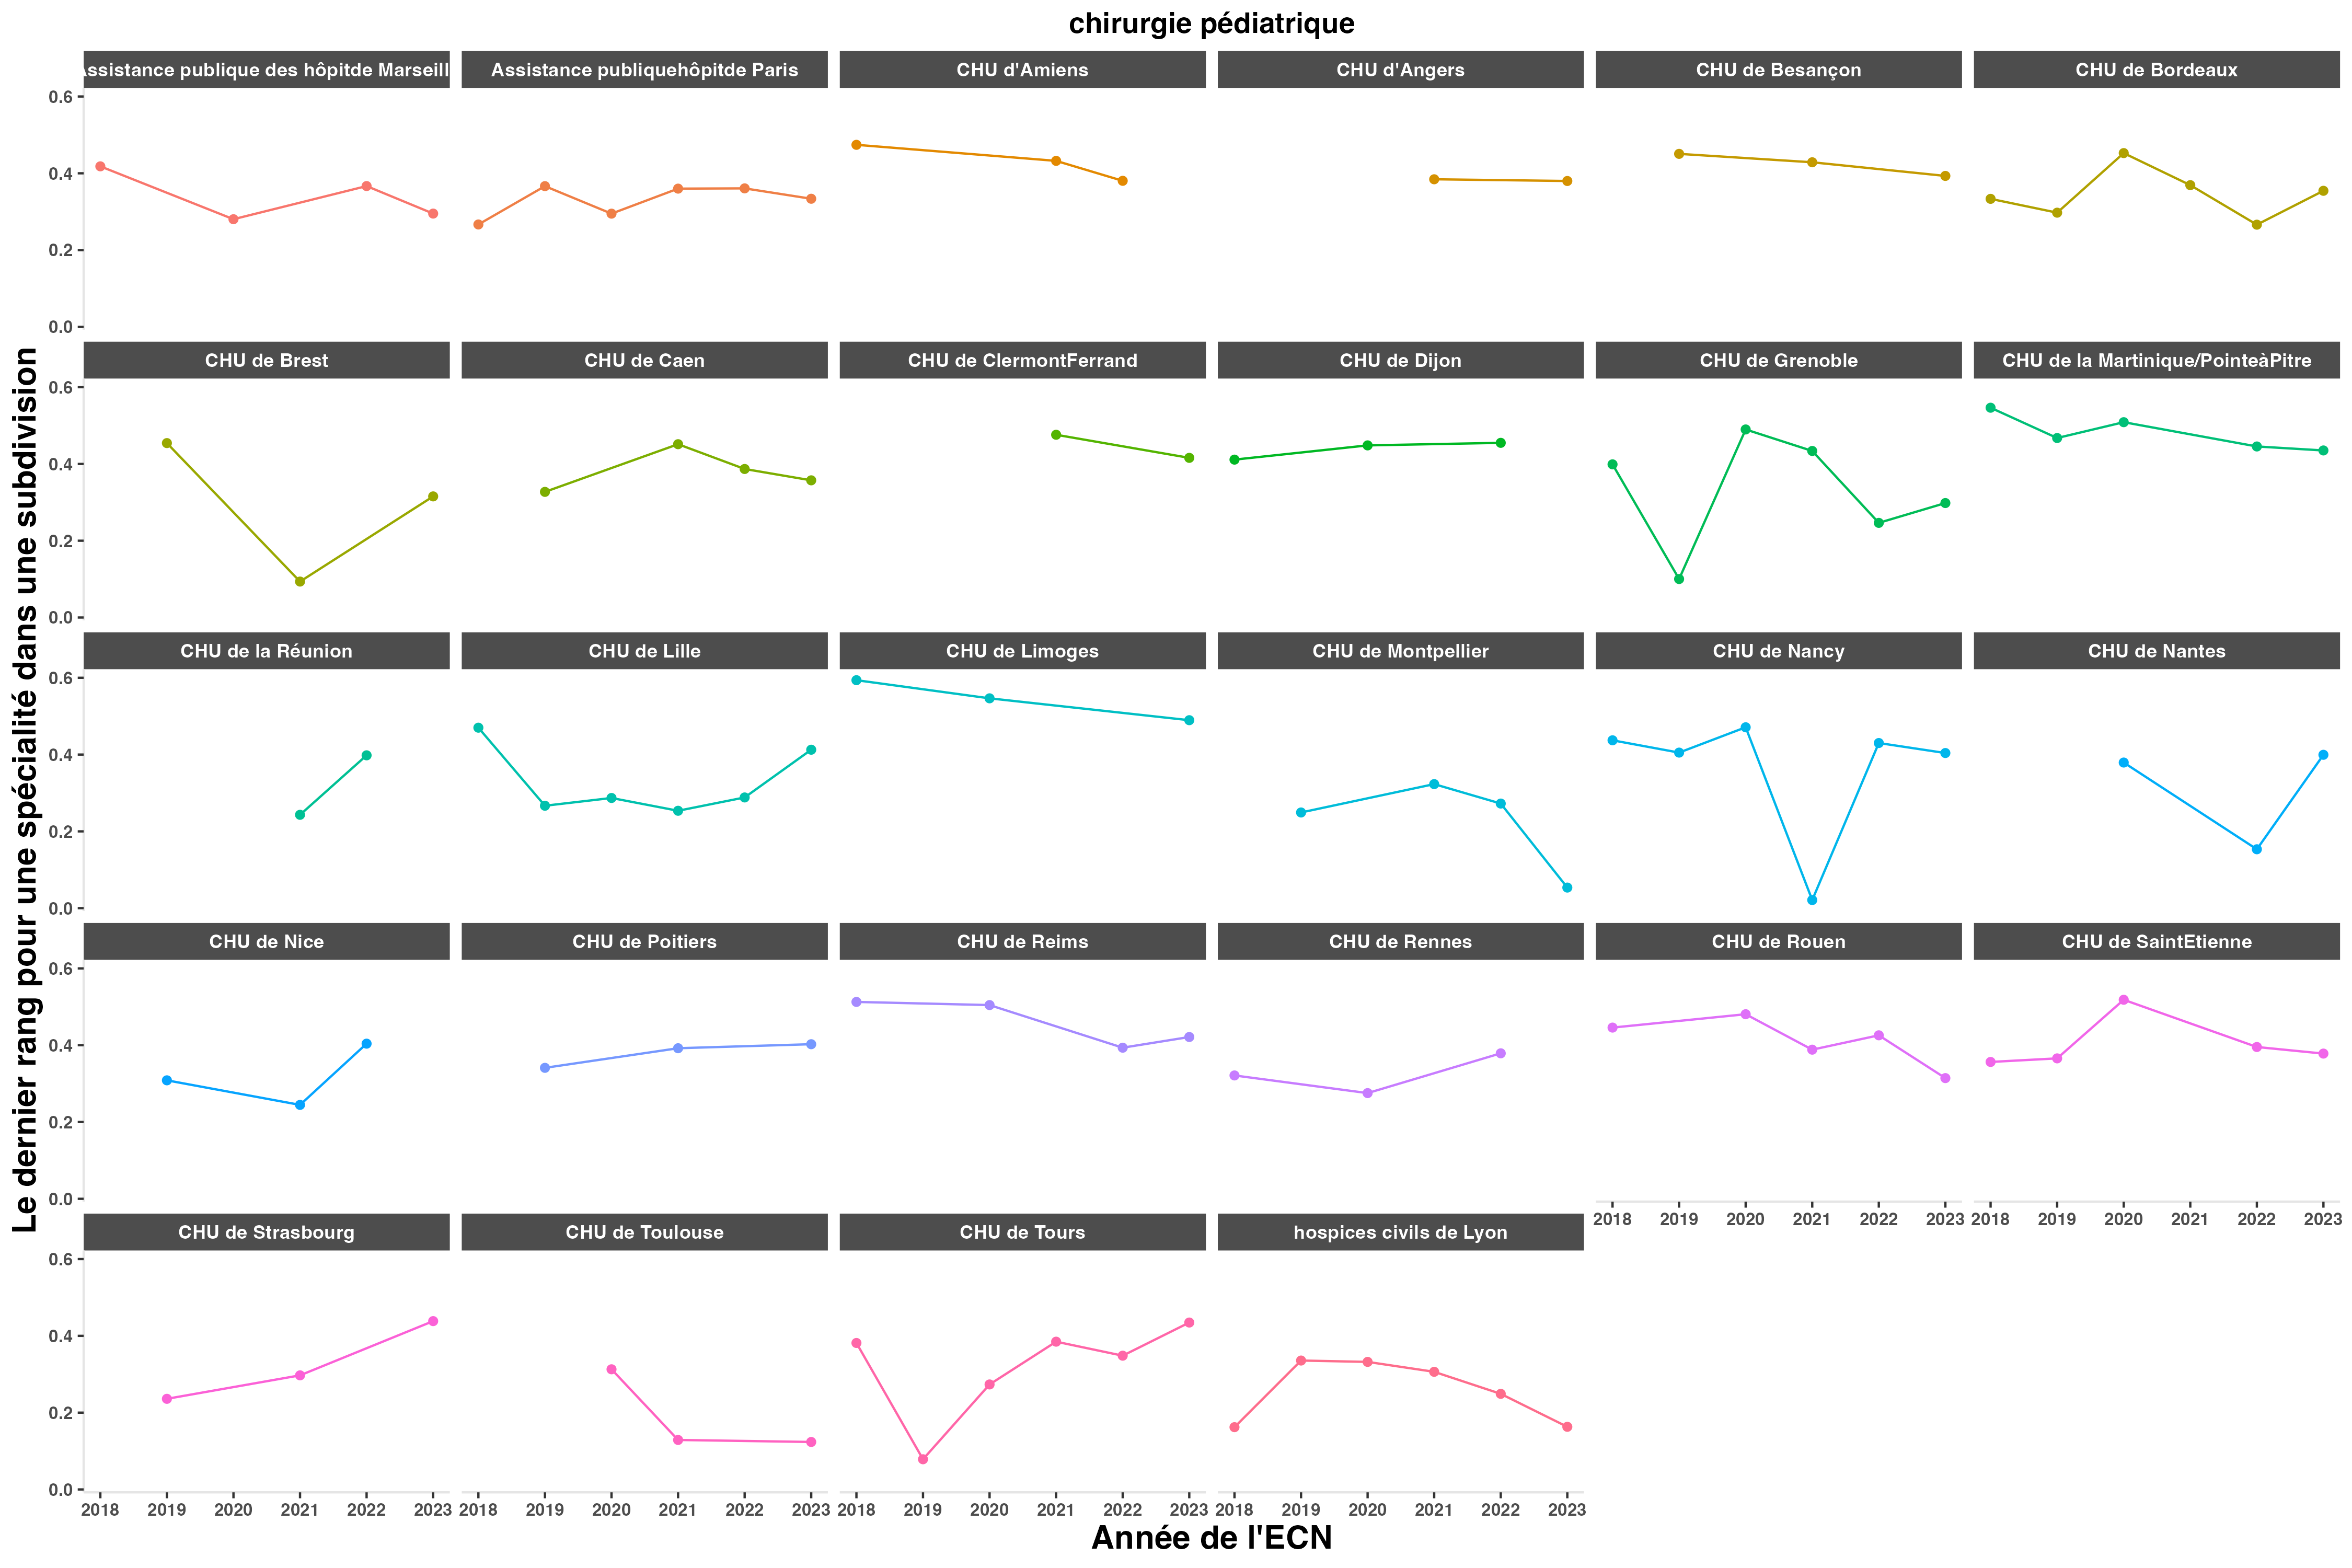 chirurgie pédiatrique
Assistance publique des hôpitde Marseill
Assistance publiquehôpitde Paris
CHU d'Amiens
CHU d'Angers
CHU de Besançon
CHU de Bordeaux
0.6
0.4
0.2
0.0
CHU de Brest
CHU de Caen
CHU de ClermontFerrand
CHU de Dijon
CHU de Grenoble
CHU de la Martinique/PointeàPitre
0.6
0.4
0.2
0.0
CHU de la Réunion
CHU de Lille
CHU de Limoges
CHU de Montpellier
CHU de Nancy
CHU de Nantes
0.6
0.4
0.2
0.0
CHU de Nice
CHU de Poitiers
CHU de Reims
CHU de Rennes
CHU de Rouen
CHU de SaintEtienne
0.6
0.4
0.2
0.0
2018 2019 2020 2021 2022 2023
2018 2019 2020 2021 2022 2023
CHU de Strasbourg
CHU de Toulouse
CHU de Tours
hospices civils de Lyon
0.6
0.4
0.2
0.0
2018 2019 2020 2021 2022 2023
2018 2019 2020 2021 2022 2023
2018 2019 2020 2021 2022 2023
2018 2019 2020 2021 2022 2023
Année de l'ECN
Le dernier rang pour une spécialité dans une subdivision